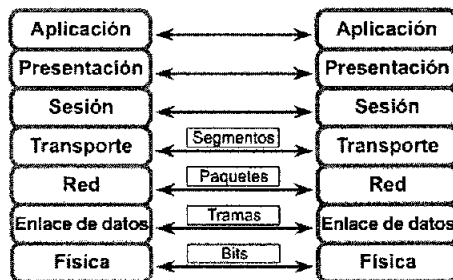 Aplicación Aplicación
Presentación Presentación
Sesión Sesión
Transporte Segmentos Transporte
Red Paquetes Red
Enlace de datos Tramas Enlace de datos
Física Bits Física